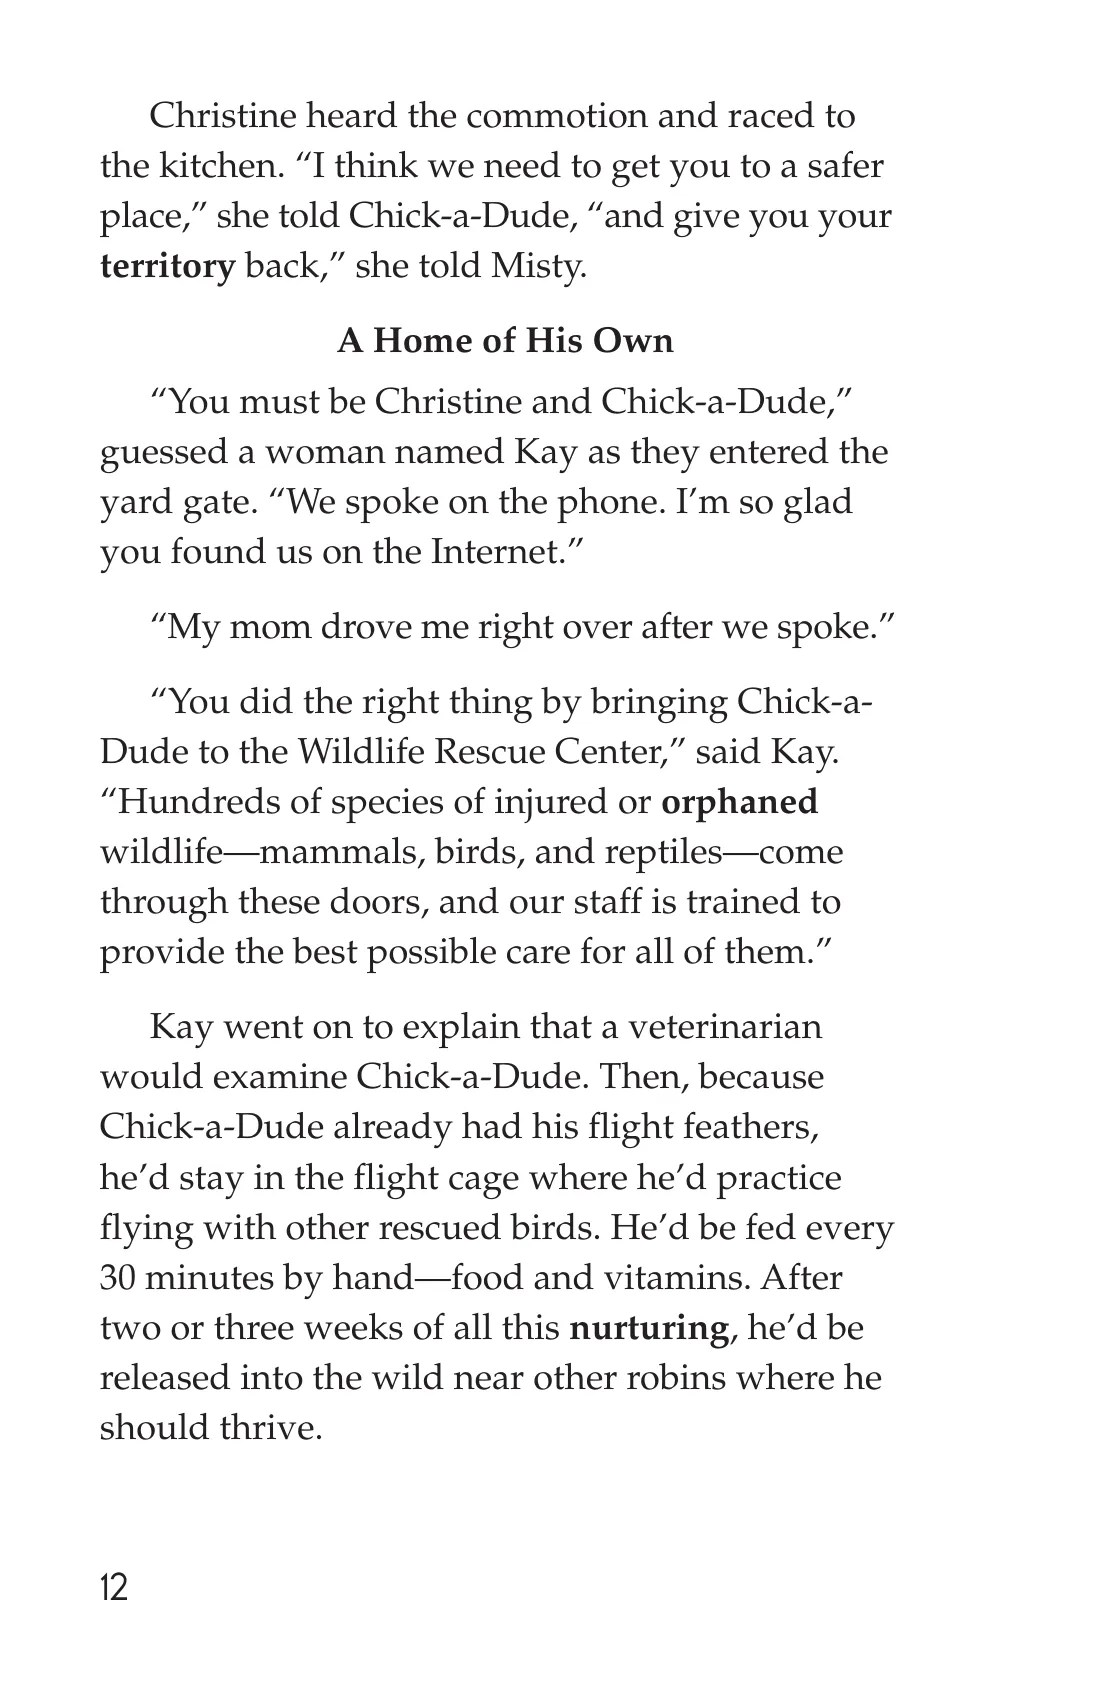 Christine heard the commotion and raced to
the kitchen. “I think we need to get you to a safer
place,” she told Chick-a-Dude, “and give you your
territory back,” she told Misty.
A Home of His Own
“You must be Christine and Chick-a-Dude,”
guessed a woman named Kay as they entered the
yard gate. “We spoke on the phone. I’m so glad
you found us on the Internet.”
“My mom drove me right over after we spoke.”
“You did the right thing by bringing Chick-a-
Dude to the Wildlife Rescue Center,” said Kay.
“Hundreds of species of injured or orphaned
wildlife—mammals, birds, and reptiles—come
through these doors, and our staff is trained to
provide the best possible care for all of them.”
Kay went on to explain that a veterinarian
would examine Chick-a-Dude. Then, because
Chick-a-Dude already had his flight feathers,
he’d stay in the flight cage where he’d practice
flying with other rescued birds. He’d be fed every
30 minutes by hand—food and vitamins. After
two or three weeks of all this nurturing, he’d be
released into the wild near other robins where he
should thrive.
12